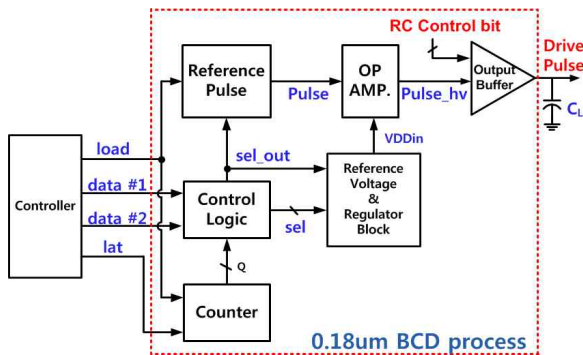 RC Control bit
Drive
Pulse
Reference
Pulse
OP
AMP.
Output
Buffer
Pulse
Pulse_hv
CL
VDDin
load
sel_out
data #1
Controller
data #2
Control
Logic
Reference
Voltage
&
Regulator
Block
sel
lat
Q
Counter
0.18um BCD process